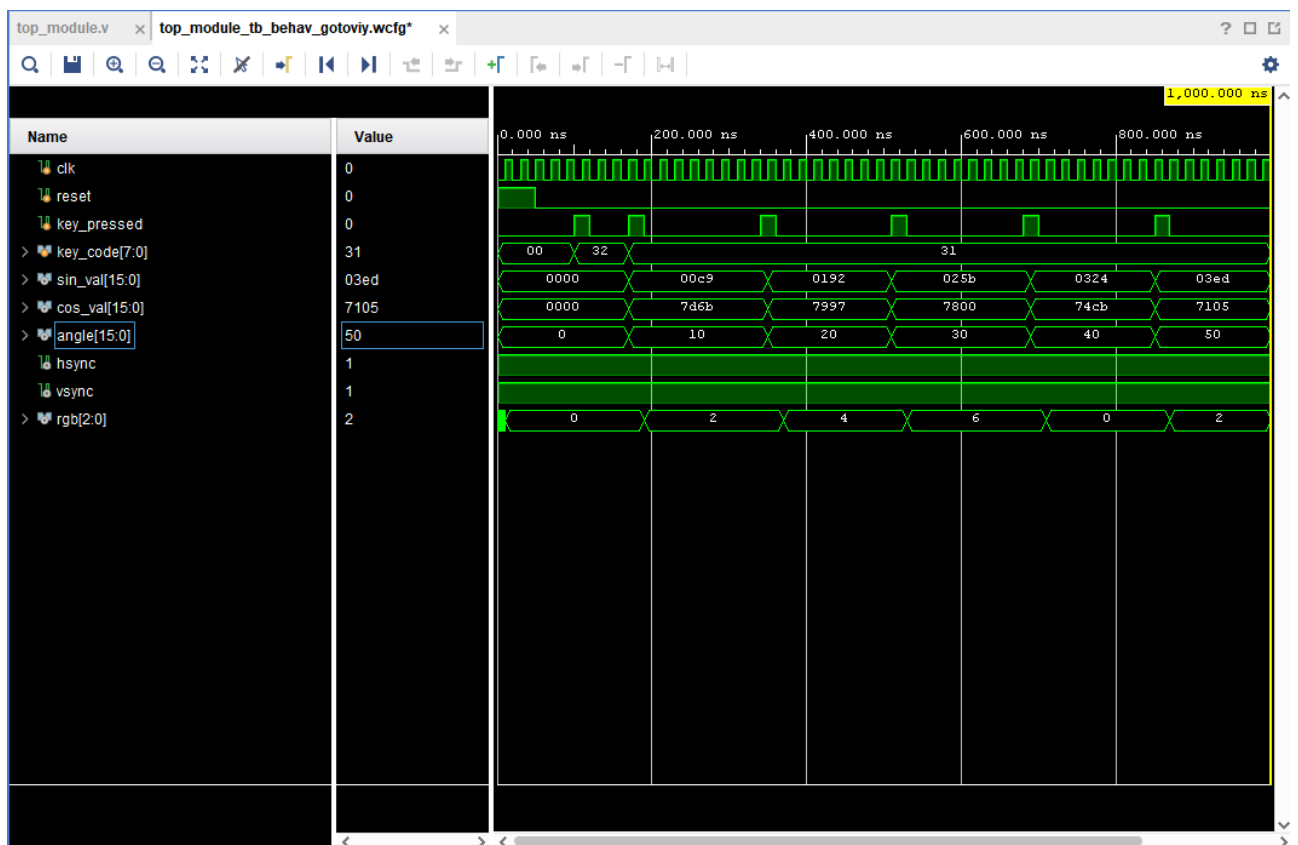 top_module.v × top_module_tb_behav_gotoviy.wcfg* × ?
1,000.000 ns
Name Value 0.000 ns 200.000 ns 400.000 ns 600.000 ns 800.000 ns
clk 0
reset 0
key_pressed 0
key_code[7:0] 31 00 32 31
sin_val[15:0] 03ed 0000 00c9 0192 025b 0324 03ed
cos_val[15:0] 7105 0000 7d6b 7997 7800 74cb 7105
angle[15:0] 50 0 10 20 30 40 50
hsync 1
vsync 1
rgb[2:0] 2 0 2 4 6 0 2